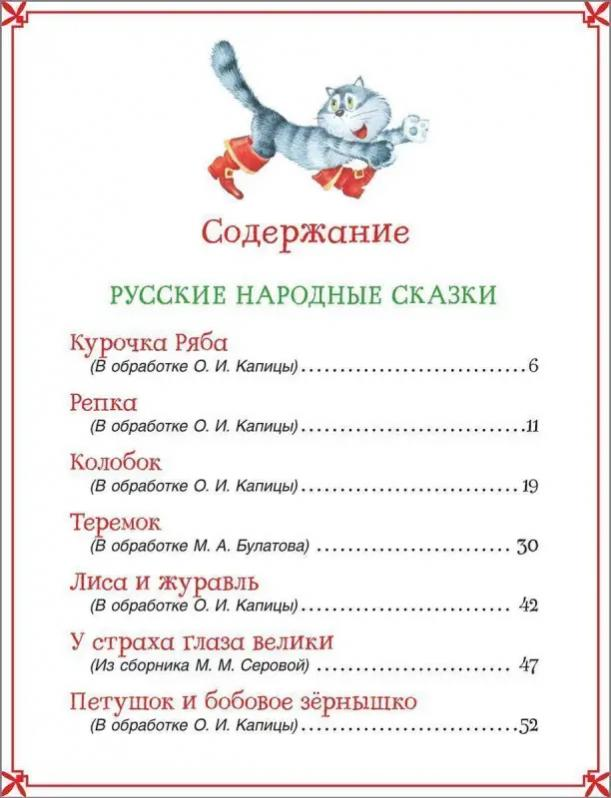 Содержание
РУССКИЕ НАРОДНЫЕ СКАЗКИ
Курочка Ряба
(В обработке О. И. Капицы) 6
Репка
(В обработке О. И. Капицы) 11
Колобок
(В обработке О. И. Капицы) 19
Теремок
(В обработке М. А. Булатова) 30
Лиса и журавль
(В обработке О. И. Капицы) 42
У страха глаза велики
(Из сборника М. М. Серовой) 47
Петушок и бобовое зёрнышко
(В обработке О. И. Капицы) 52